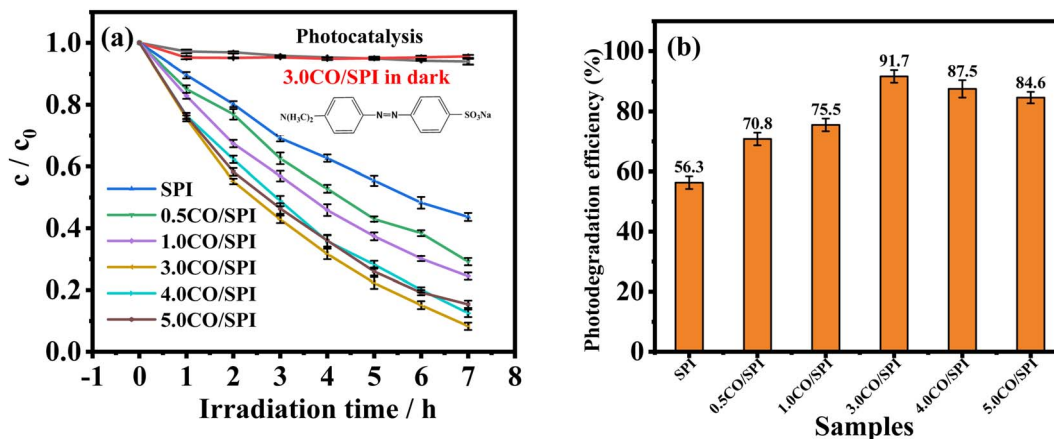 (a)
Photocatalysis
3.0CO/SPI in dark
N(H₃C)₂
N=N
SO₃Na
SPI
0.5CO/SPI
1.0CO/SPI
3.0CO/SPI
4.0CO/SPI
5.0CO/SPI
c / c₀
1.0
0.8
0.6
0.4
0.2
0.0
-1 0 1 2 3 4 5 6 7 8
Irradiation time / h
(b)
Photodegradation efficiency (%)
100
80
60
40
20
0
56.3
70.8
75.5
91.7
87.5
84.6
SPI
0.5CO/SPI
1.0CO/SPI
3.0CO/SPI
4.0CO/SPI
5.0CO/SPI
Samples